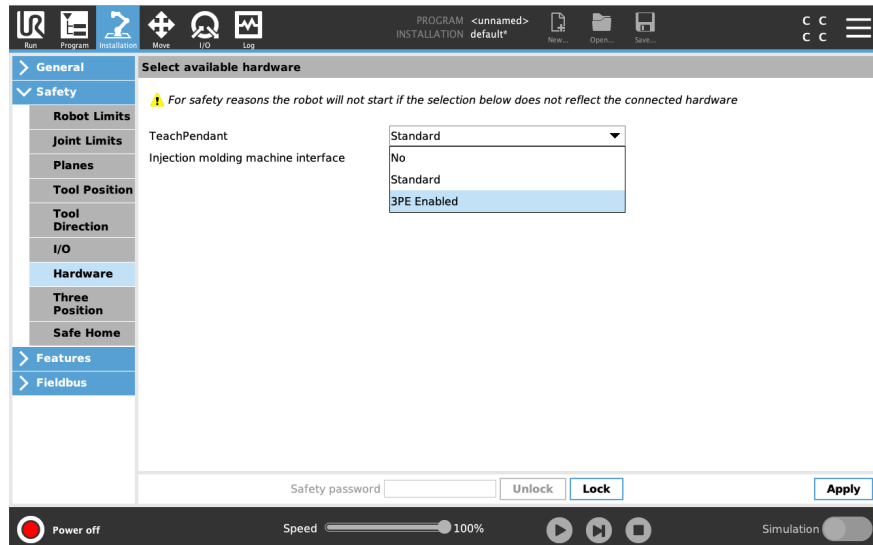 PROGRAM <unnamed>
INSTALLATION default*
C C
C C
UR
Run Program Installation Move I/O Log New... Open... Save...
General
Safety
Robot Limits
Joint Limits
Planes
Tool Position
Tool
Direction
I/O
Hardware
Three
Position
Safe Home
Features
Fieldbus
Select available hardware
For safety reasons the robot will not start if the selection below does not reflect the connected hardware
TeachPendant Standard
Injection molding machine interface
No
Standard
3PE Enabled
Safety password Unlock Lock Apply
Power off Speed 100% Simulation